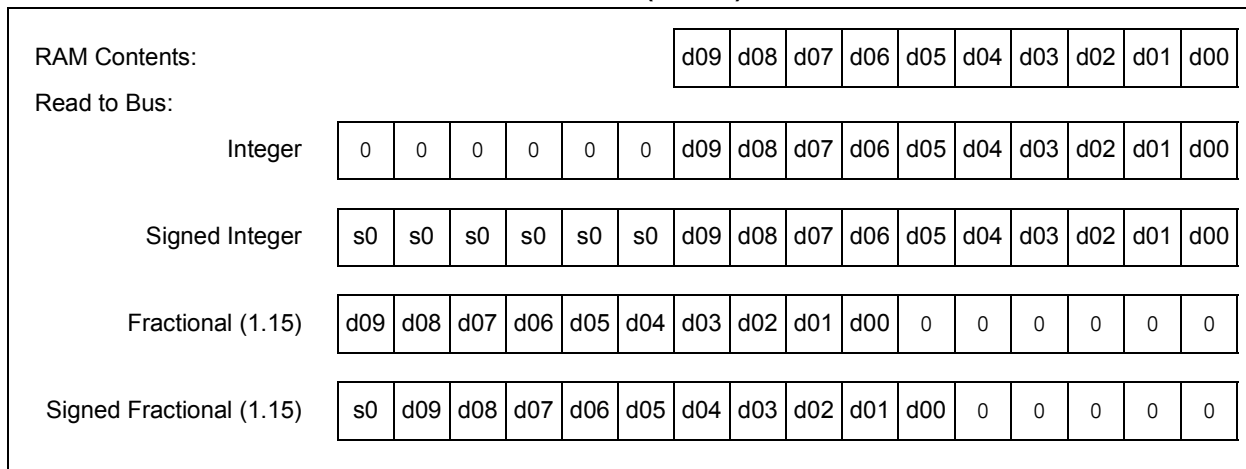 RAM Contents: d09 d08 d07 d06 d05 d04 d03 d02 d01 d00
Read to Bus:
Integer 0 0 0 0 0 0 d09 d08 d07 d06 d05 d04 d03 d02 d01 d00
Signed Integer s0 s0 s0 s0 s0 s0 d09 d08 d07 d06 d05 d04 d03 d02 d01 d00
Fractional (1.15) d09 d08 d07 d06 d05 d04 d03 d02 d01 d00 0 0 0 0 0 0
Signed Fractional (1.15) s0 d09 d08 d07 d06 d05 d04 d03 d02 d01 d00 0 0 0 0 0